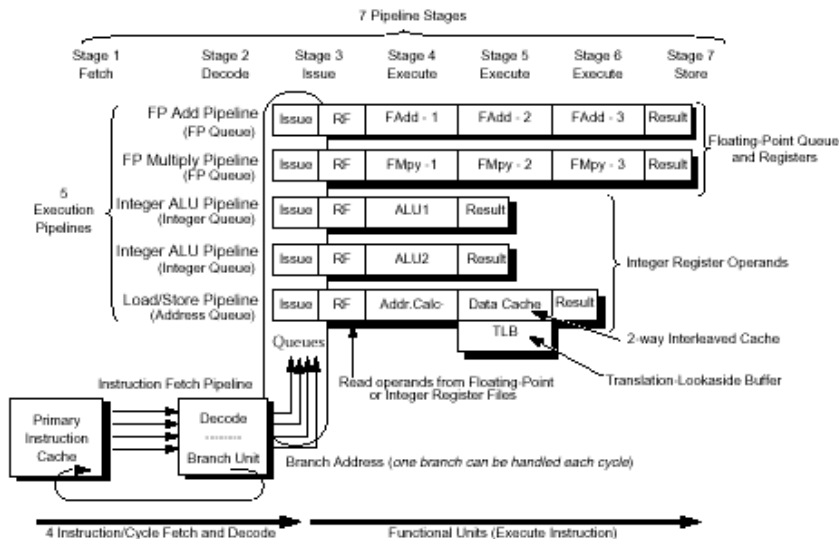 7 Pipeline Stages
Stage 1 Stage 2 Stage 3 Stage 4 Stage 5 Stage 6 Stage 7
Fetch Decode Issue Execute Execute Execute Store
FP Add Pipeline
(FP Queue)
Issue RF FAdd - 1 FAdd - 2 FAdd - 3 Result
FP Multiply Pipeline
(FP Queue)
Issue RF FMpy - 1 FMpy - 2 FMpy - 3 Result
Floating-Point Queue
and Registers
5
Execution
Pipelines
Integer ALU Pipeline
(Integer Queue)
Issue RF ALU1 Result
Integer ALU Pipeline
(Integer Queue)
Issue RF ALU2 Result
Integer Register Operands
Load/Store Pipeline
(Address Queue)
Issue RF Addr.Calc- Data Cache Result
TLB
2-way Interleaved Cache
Translation-Lookaside Buffer
Queues
Read operands from Floating-Point
or Integer Register Files
Instruction Fetch Pipeline
Primary
Instruction
Cache
Decode
--------
Branch Unit
Branch Address (one branch can be handled each cycle)
4 Instruction/Cycle Fetch and Decode
Functional Units (Execute Instruction)